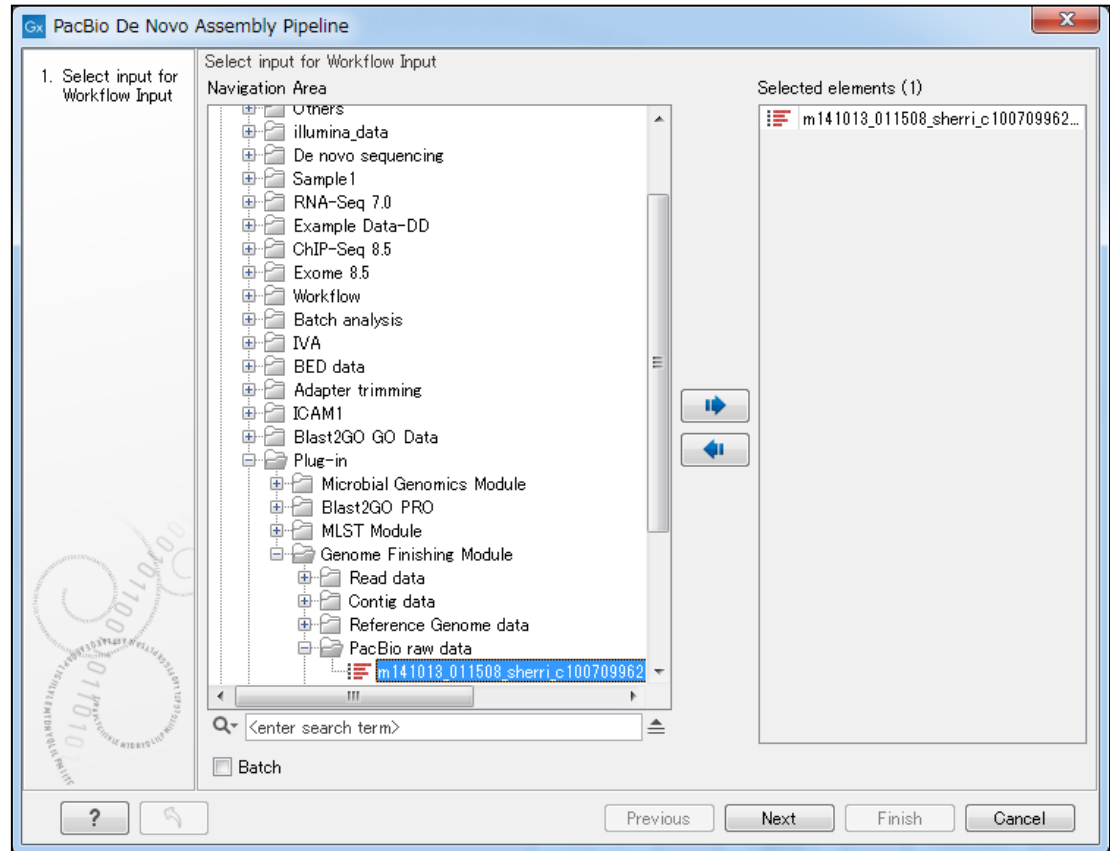 Gx PacBio De Novo Assembly Pipeline
1. Select input for
Workflow Input
Select input for Workflow Input
Navigation Area
Others
illumina_data
De novo sequencing
Sample1
RNA-Seq 7.0
Example Data-DD
ChIP-Seq 8.5
Exome 8.5
Workflow
Batch analysis
IVA
BED data
Adapter trimming
ICAM1
Blast2GO GO Data
Plug-in
Microbial Genomics Module
Blast2GO PRO
MLST Module
Genome Finishing Module
Read data
Contig data
Reference Genome data
PacBio raw data
m141013_011508_sherri_c100709962
<enter search term>
Batch
Selected elements (1)
m141013_011508_sherri_c100709962...
?
Previous
Next
Finish
Cancel